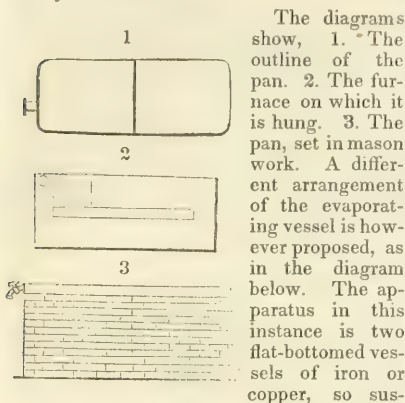 1
2
3
The diagrams
show, 1. The
outline of the
pan. 2. The fur-
nace on which it
is hung. 3. The
pan, set in mason
work. A differ-
ent arrangement
of the evaporat-
ing vessel is how-
ever proposed, as
in the diagram
below. The ap-
paratus in this
instance is two
flat-bottomed ves-
sels of iron or
copper, so sus-